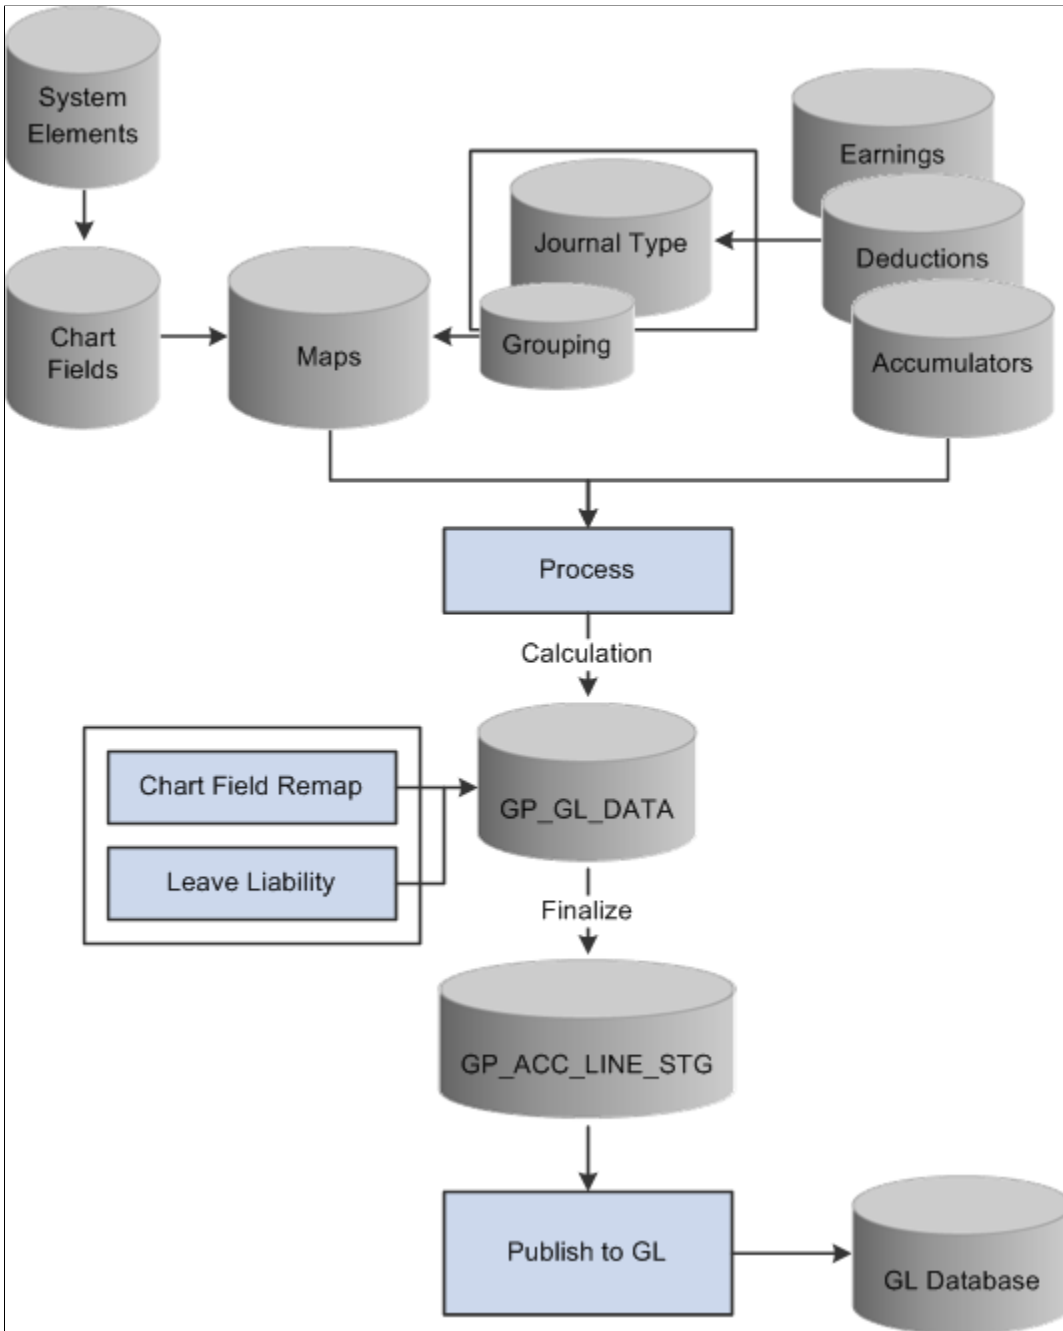 System
Elements
Earnings
Journal Type
Deductions
Chart
Fields
Maps
Grouping
Accumulators
Process
Calculation
Chart Field Remap
GP_GL_DATA
Leave Liability
Finalize
GP_ACC_LINE_STG
Publish to GL
GL Database